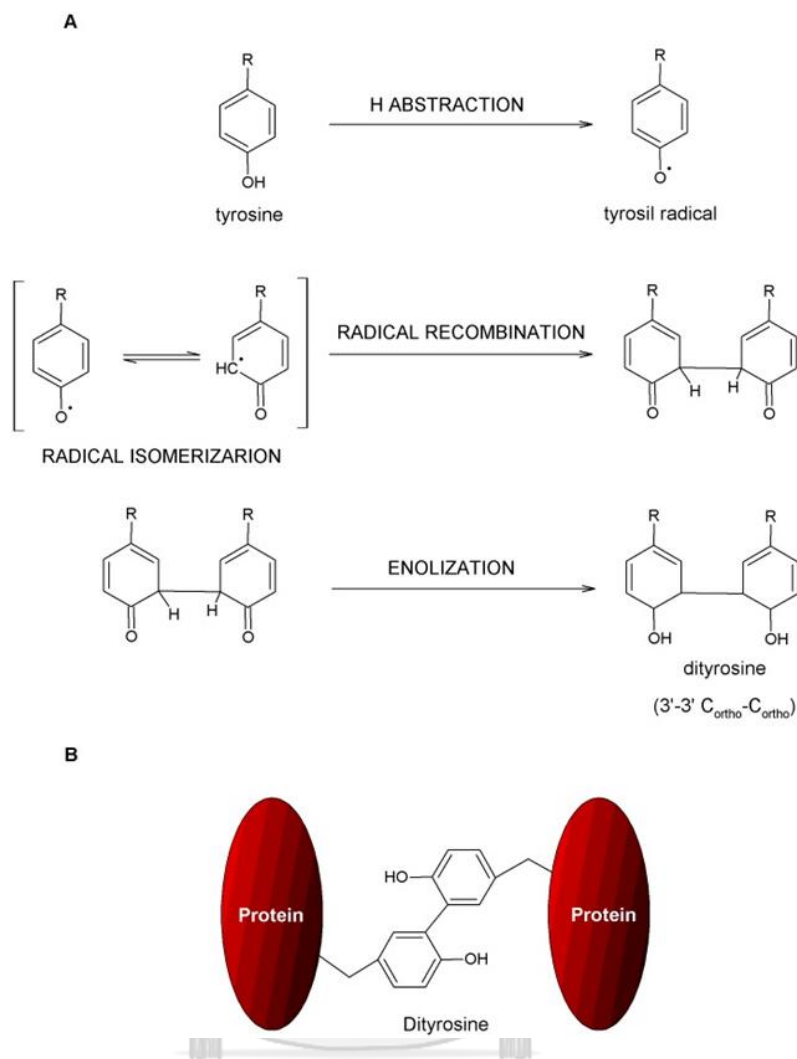 A
R
R
H ABSTRACTION
OH
O•
tyrosine
tyrosil radical
R
R
R
R
RADICAL RECOMBINATION
HC•
O•
O
H
H
O
O
RADICAL ISOMERIZARION
R
R
R
R
ENOLIZATION
H
H
O
O
OH
OH
dityrosine
(3'-3' Cortho-Cortho)
B
HO
Protein
Protein
OH
Dityrosine